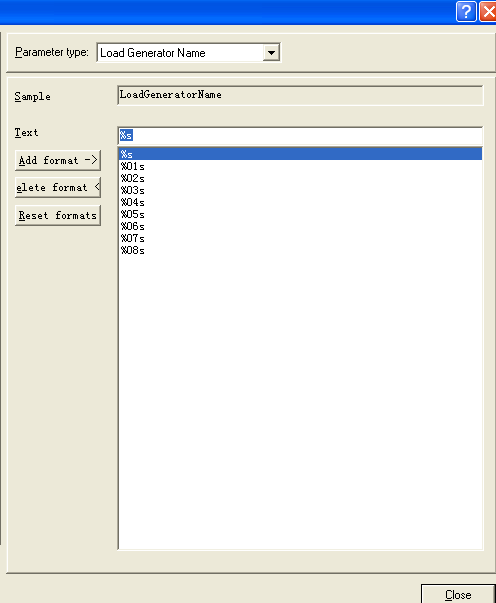 ?
Parameter type: Load Generator Name
Sample LoadGeneratorName
Text %s
Add format ->
elete format <
Reset formats
%s
%01s
%02s
%03s
%04s
%05s
%06s
%07s
%08s
Close